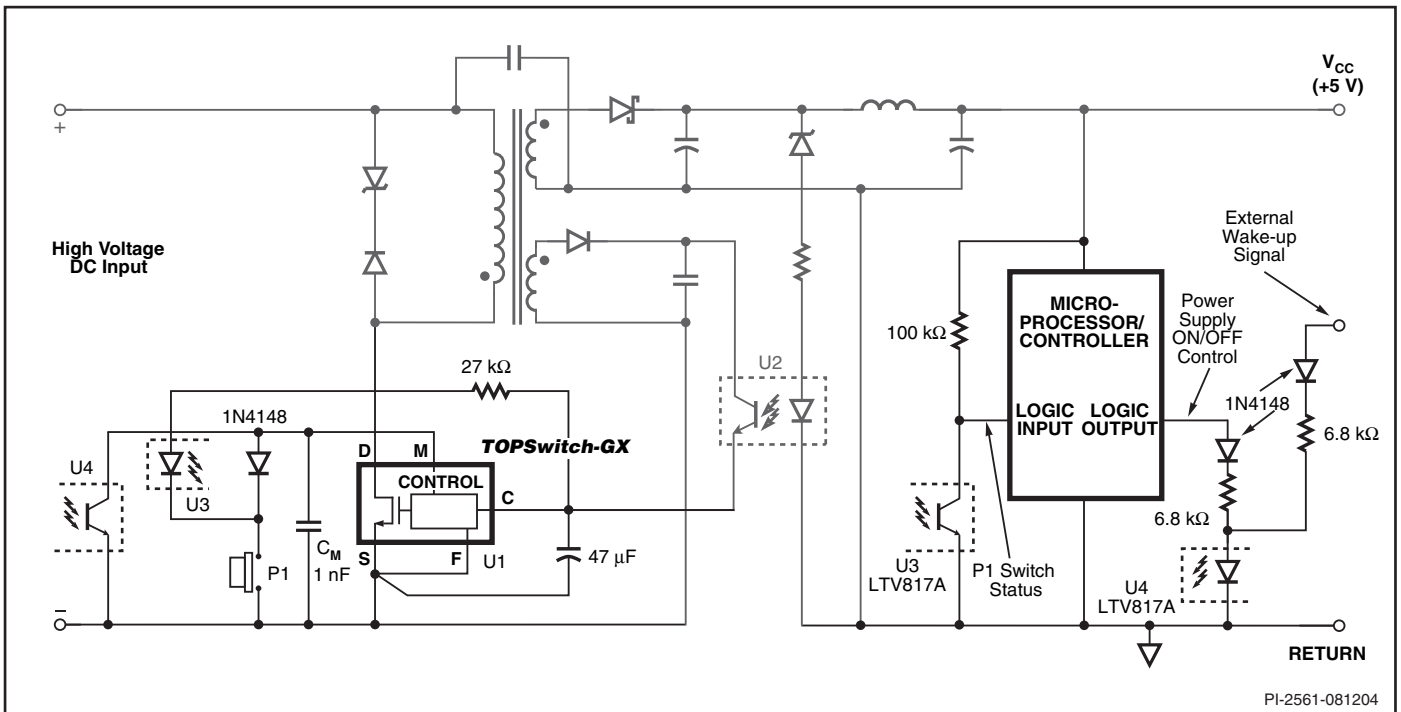 V_CC
(+5 V)
+
High Voltage
DC Input
External
Wake-up
Signal
MICRO-
PROCESSOR/
CONTROLLER
Power
Supply
ON/OFF
Control
100 kΩ
27 kΩ
U2
1N4148
TOPSwitch-GX
LOGIC
INPUT
LOGIC
OUTPUT
1N4148
6.8 kΩ
U4
D
M
CONTROL
C
U3
6.8 kΩ
C_M
1 nF
P1
S
F
U1
47 µF
U3
LTV817A
P1 Switch
Status
U4
LTV817A
–
RETURN
PI-2561-081204